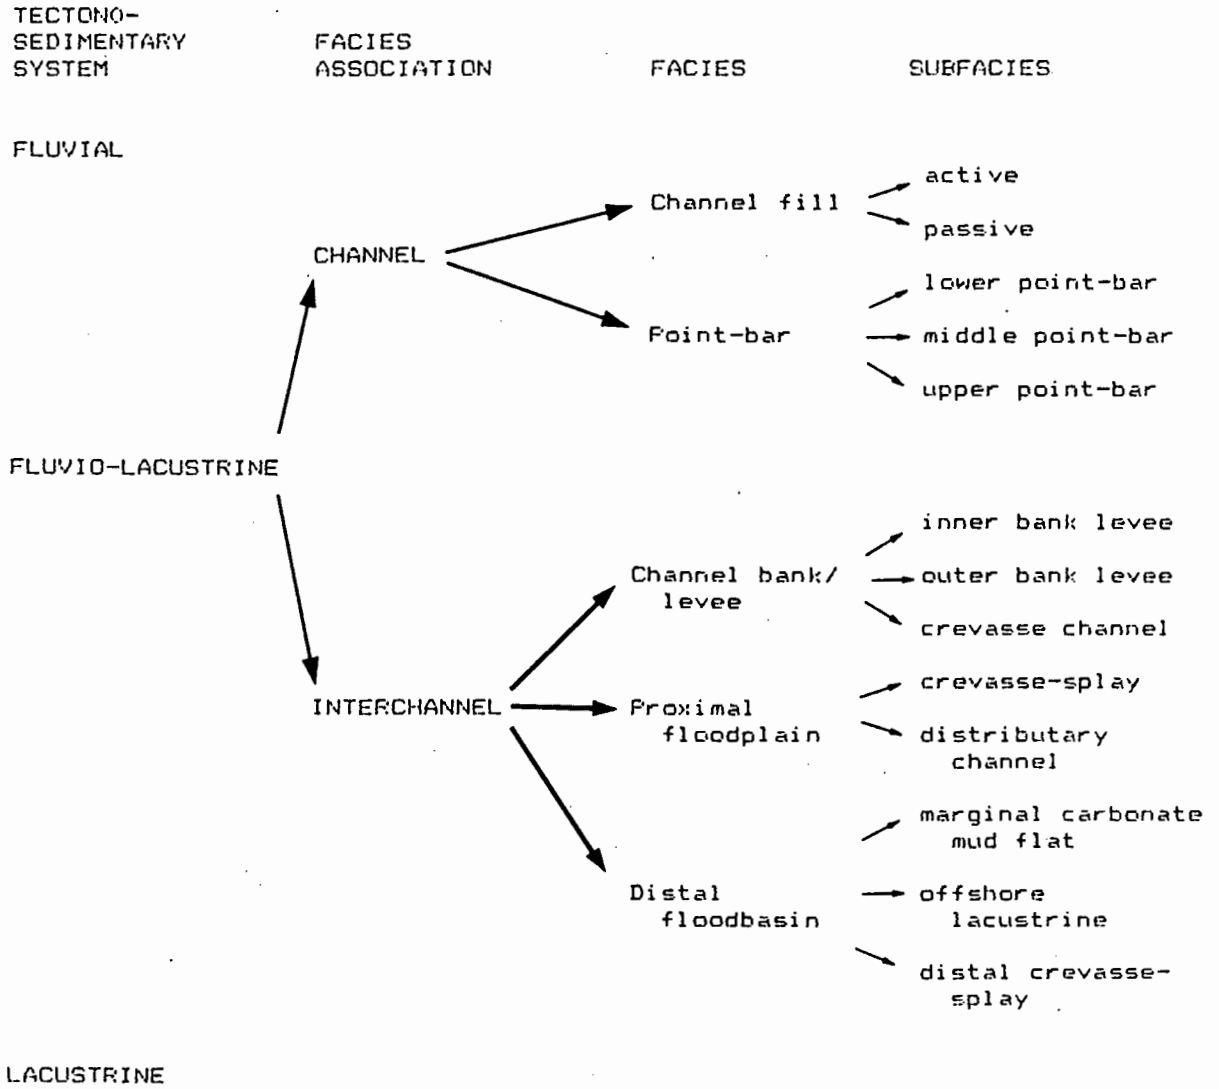 TECTONO-
SEDIMENTARY
SYSTEM
FACIES
ASSOCIATION
FACIES
SUBFACIES
FLUVIAL
FLUVIO-LACUSTRINE
CHANNEL
Channel fill
active
passive
Point-bar
lower point-bar
middle point-bar
upper point-bar
INTERCHANNEL
Channel bank/
levee
inner bank levee
outer bank levee
crevasse channel
Proximal
floodplain
crevasse-splay
distributary
channel
Distal
floodbasin
marginal carbonate
mud flat
offshore
lacustrine
distal crevasse-
splay
LACUSTRINE